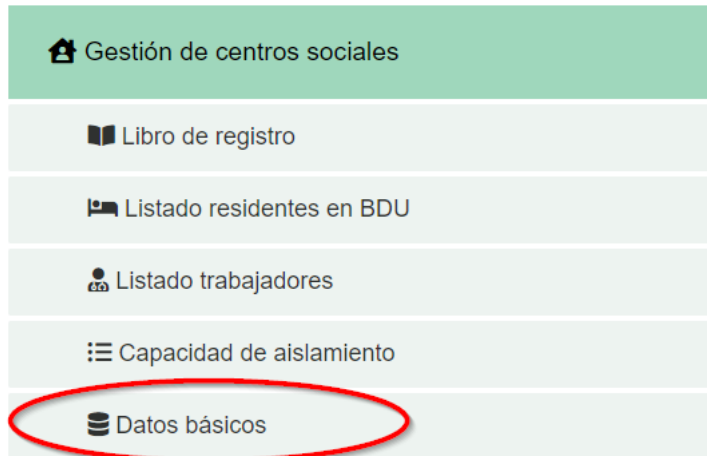 Gestión de centros sociales
Libro de registro
Listado residentes en BDU
Listado trabajadores
Capacidad de aislamiento
Datos básicos